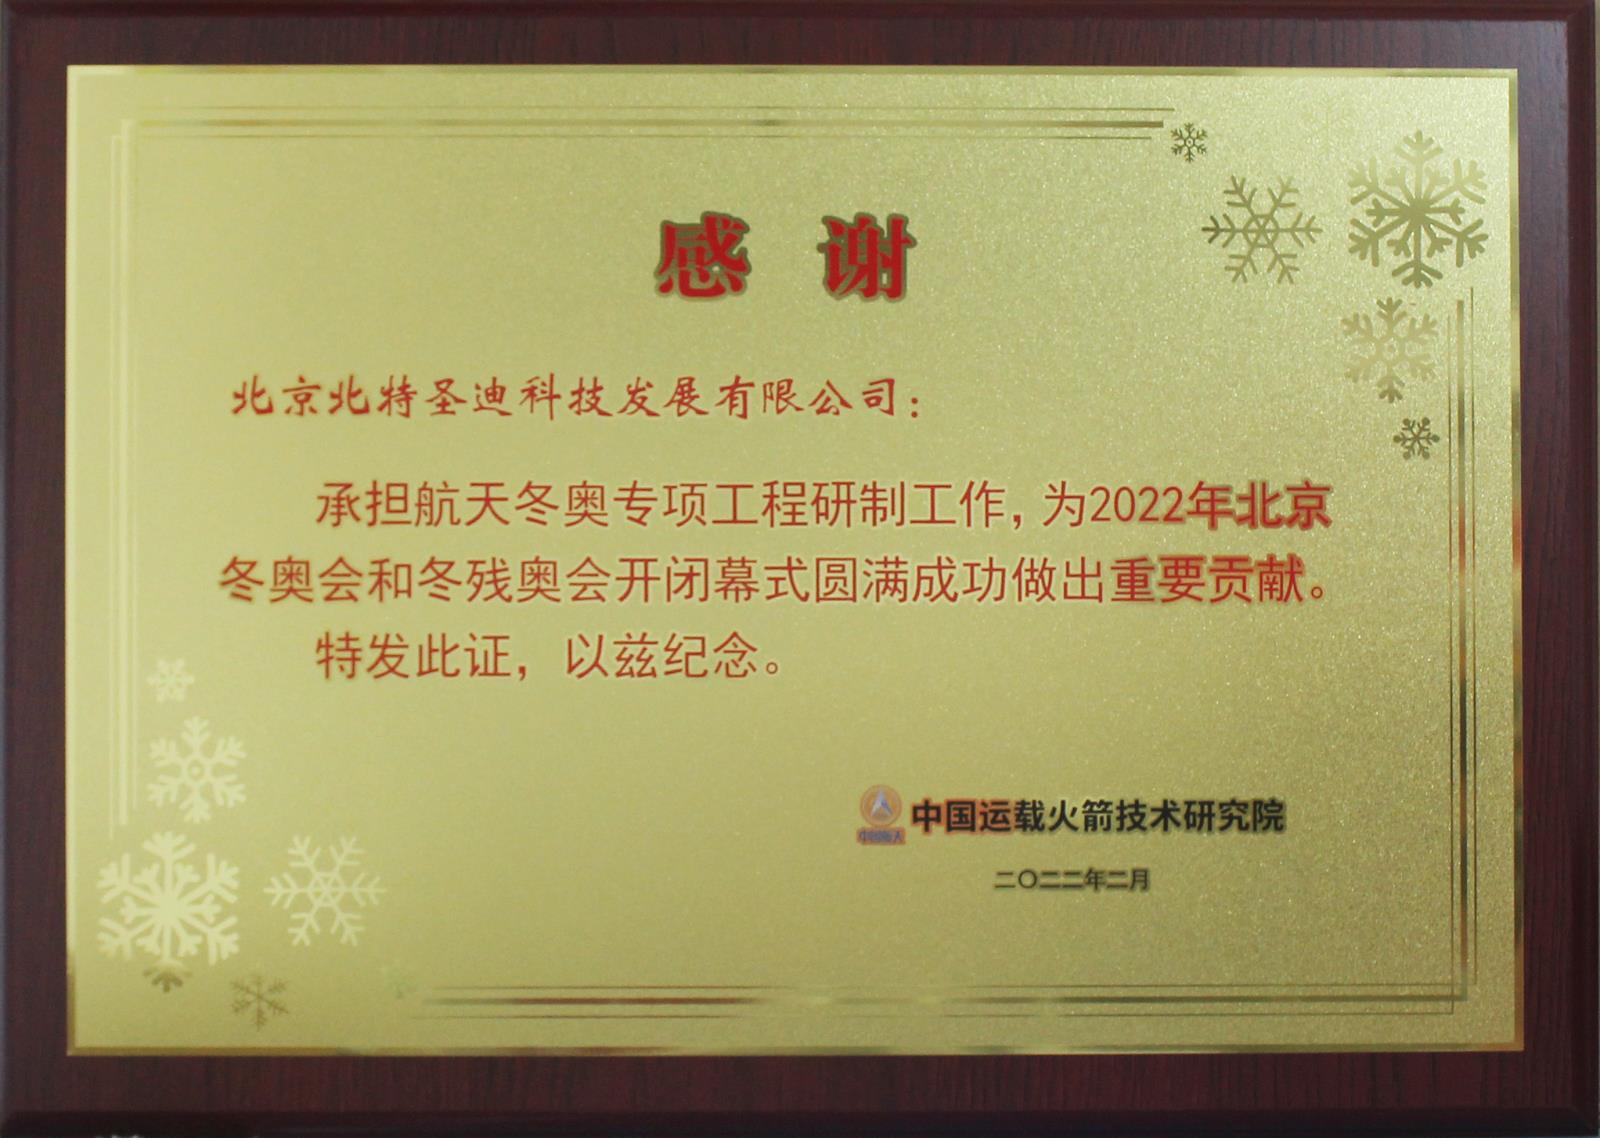 感 谢
北京北特圣迪科技发展有限公司：
承担航天冬奥专项工程研制工作，为2022年北京
冬奥会和冬残奥会开闭幕式圆满成功做出重要贡献。
特发此证，以兹纪念。
中国运载火箭技术研究院
二〇二二年二月